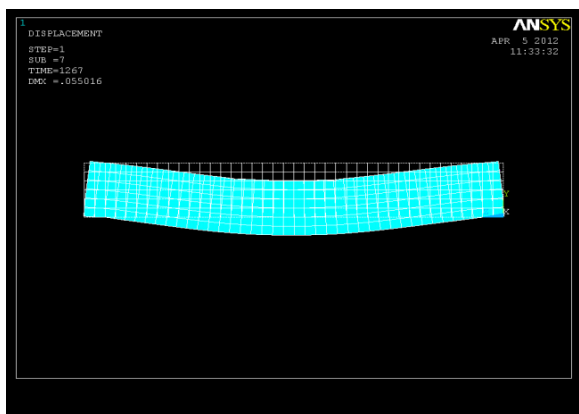 1
DISPLACEMENT
STEP=1
SUB =7
TIME=1267
DMX =.055016
ANSYS
APR 5 2012
11:33:32
Y
X